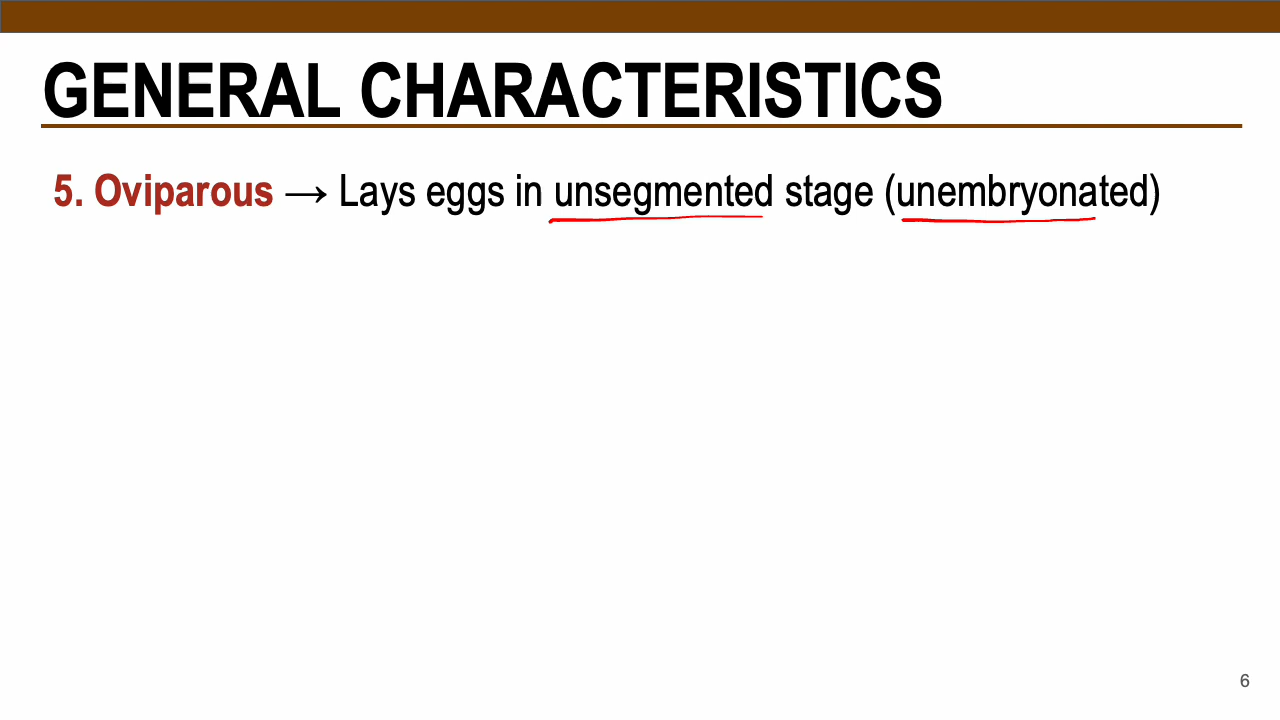 GENERAL CHARACTERISTICS
5. Oviparous → Lays eggs in unsegmented stage (unembryonated)
6